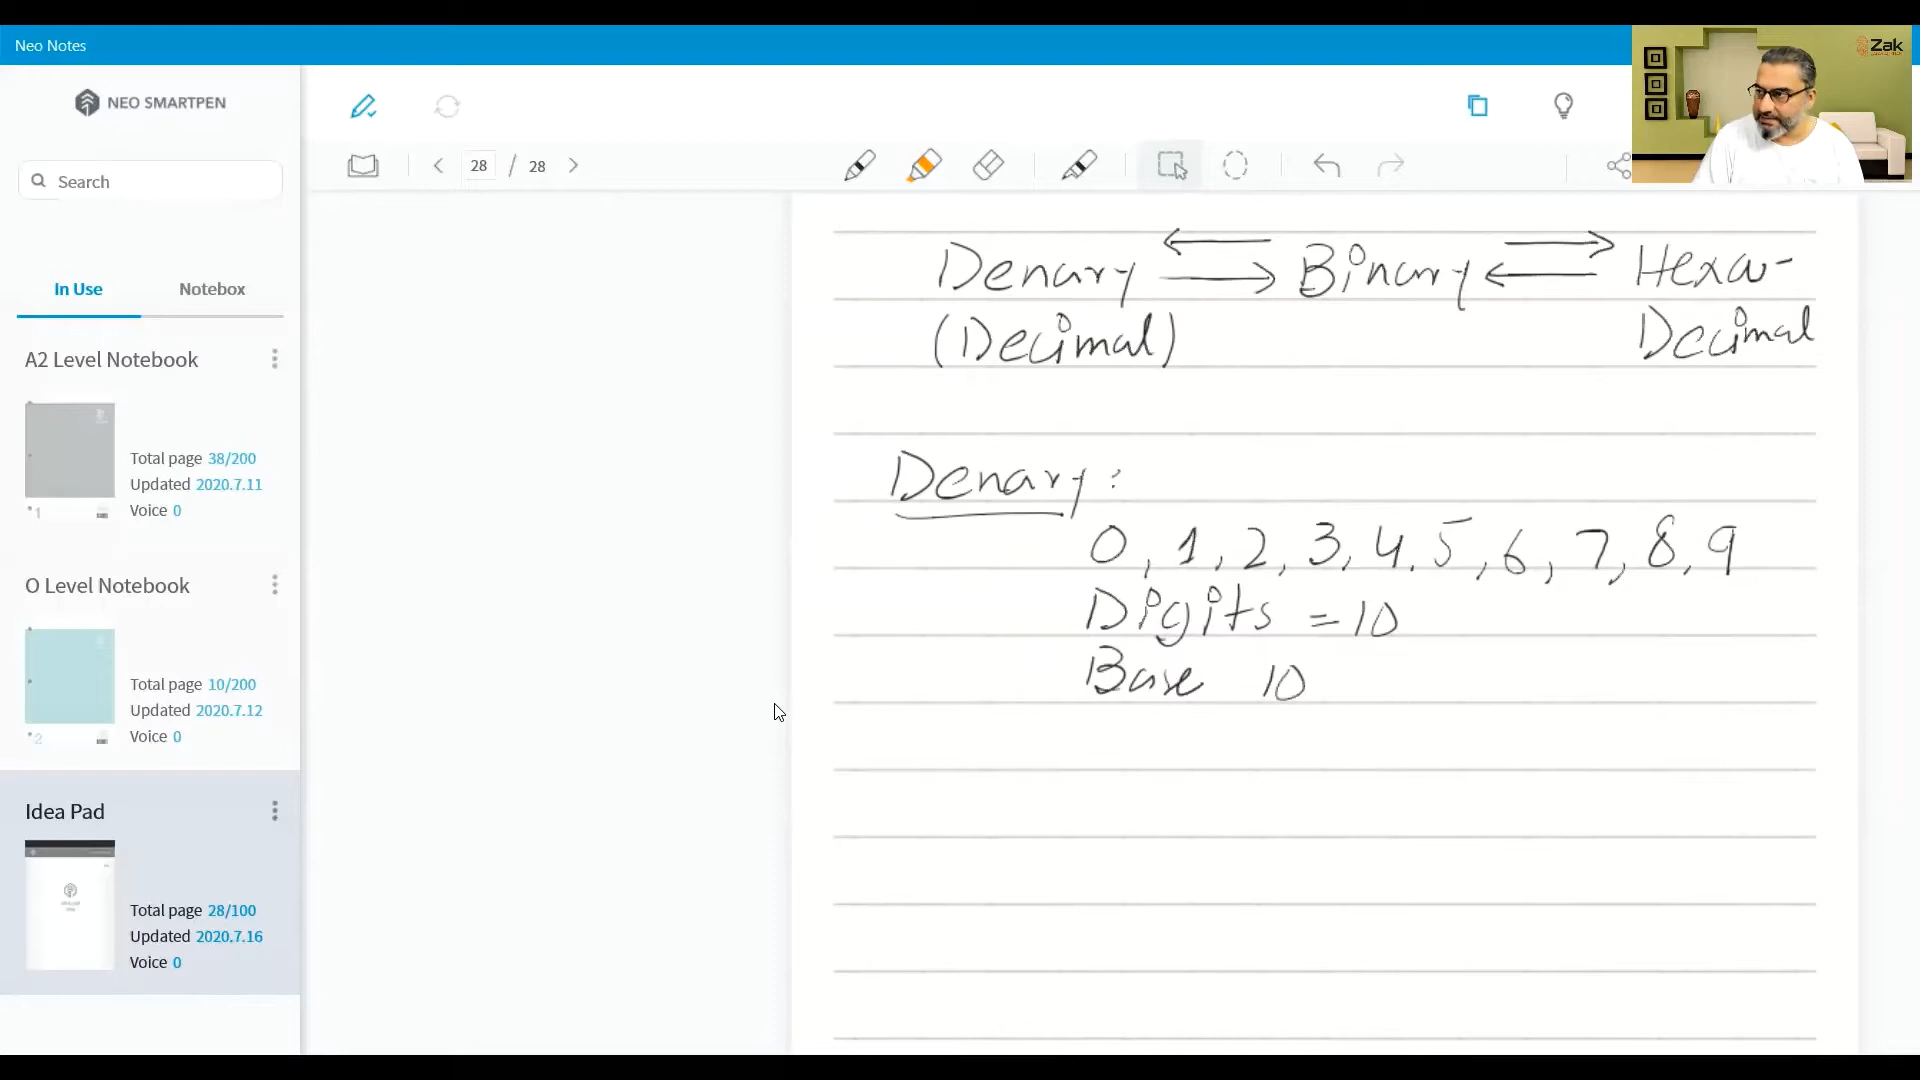 Neo Notes
Zak
NEO SMARTPEN
Search
28 / 28
In Use
Notebox
A2 Level Notebook
Total page 38/200
Updated 2020.7.11
Voice 0
1
O Level Notebook
Total page 10/200
Updated 2020.7.12
Voice 0
2
Idea Pad
Total page 28/100
Updated 2020.7.16
Voice 0
Denary Binary Hexa-
(Decimal) Decimal
Denary:
0, 1, 2, 3, 4. 5, 6, 7, 8, 9
Digits = 10
Base 10